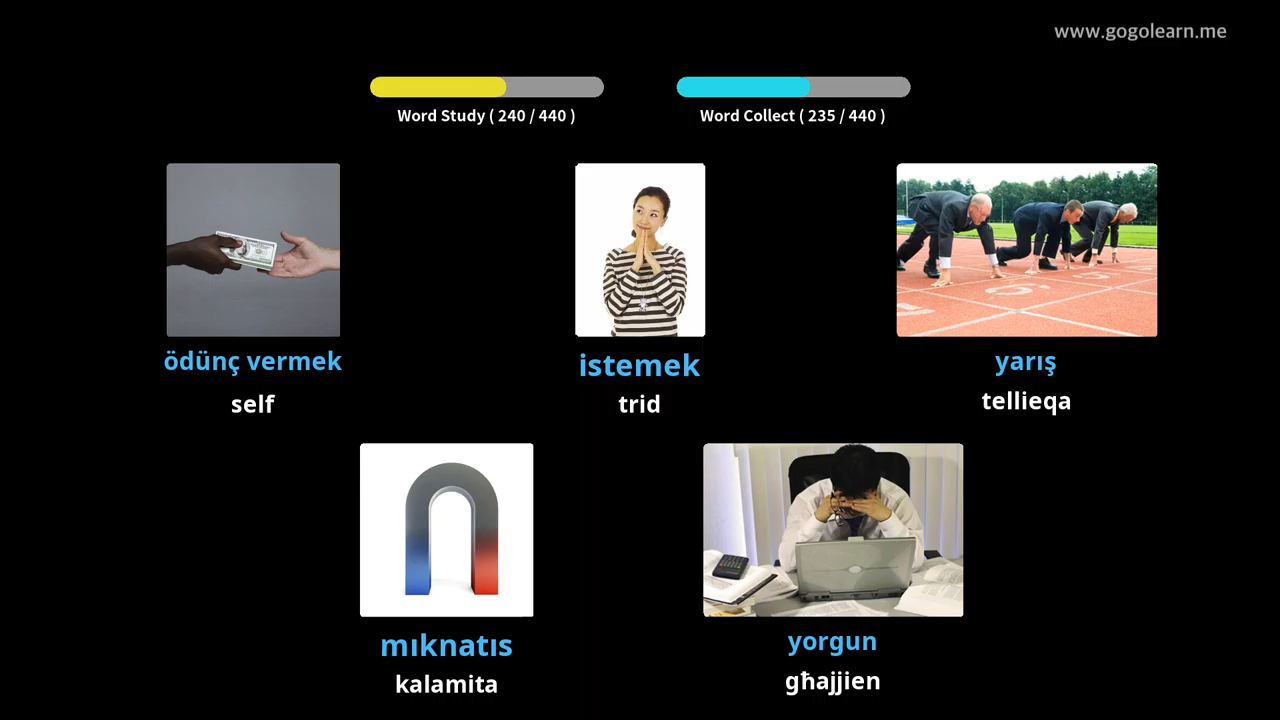 www.gogolearn.me
Word Study ( 240 / 440 )
Word Collect ( 235 / 440 )
ödünç vermek
self
istemek
trid
yarış
tellieqa
mıknatıs
kalamita
yorgun
għajjien